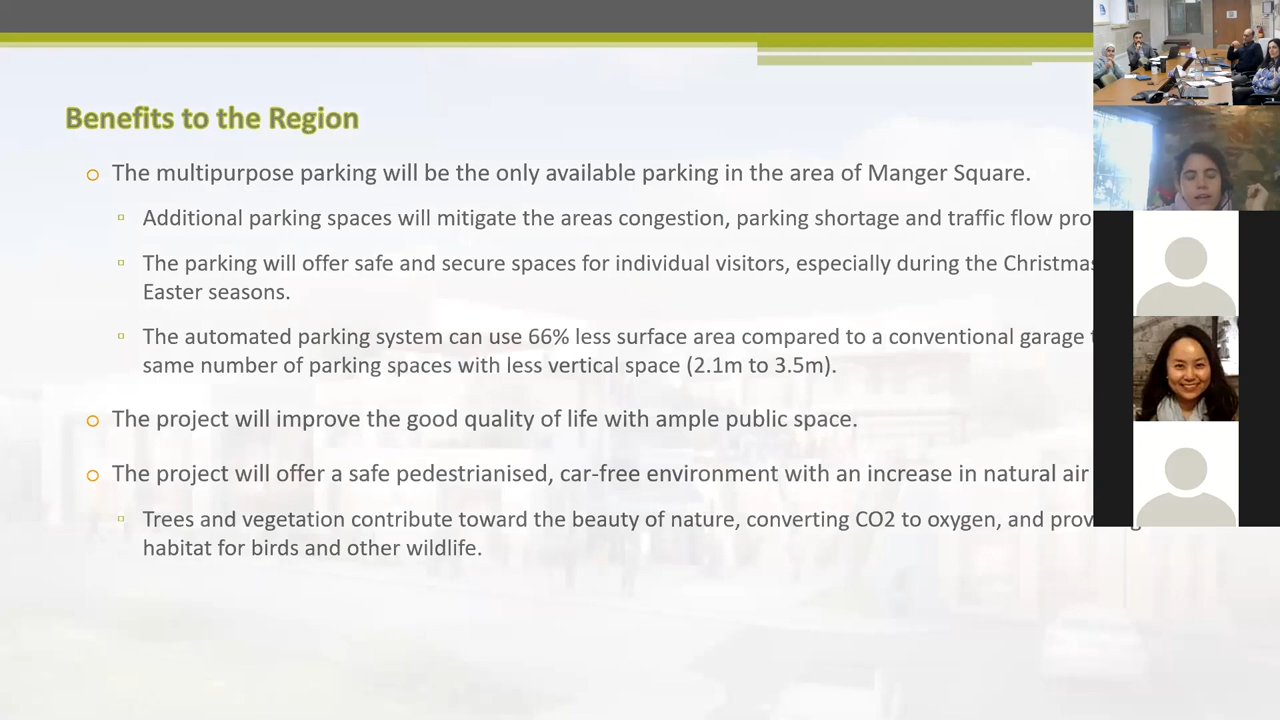 Benefits to the Region
The multipurpose parking will be the only available parking in the area of Manger Square.
Additional parking spaces will mitigate the areas congestion, parking shortage and traffic flow
The parking will offer safe and secure spaces for individual visitors, especially during the Christmas
Easter seasons.
The automated parking system can use 66% less surface area compared to a conventional garage
same number of parking spaces with less vertical space (2.1m to 3.5m).
The project will improve the good quality of life with ample public space.
The project will offer a safe pedestrianised, car-free environment with an increase in natural air
Trees and vegetation contribute toward the beauty of nature, converting CO2 to oxygen, and
habitat for birds and other wildlife.